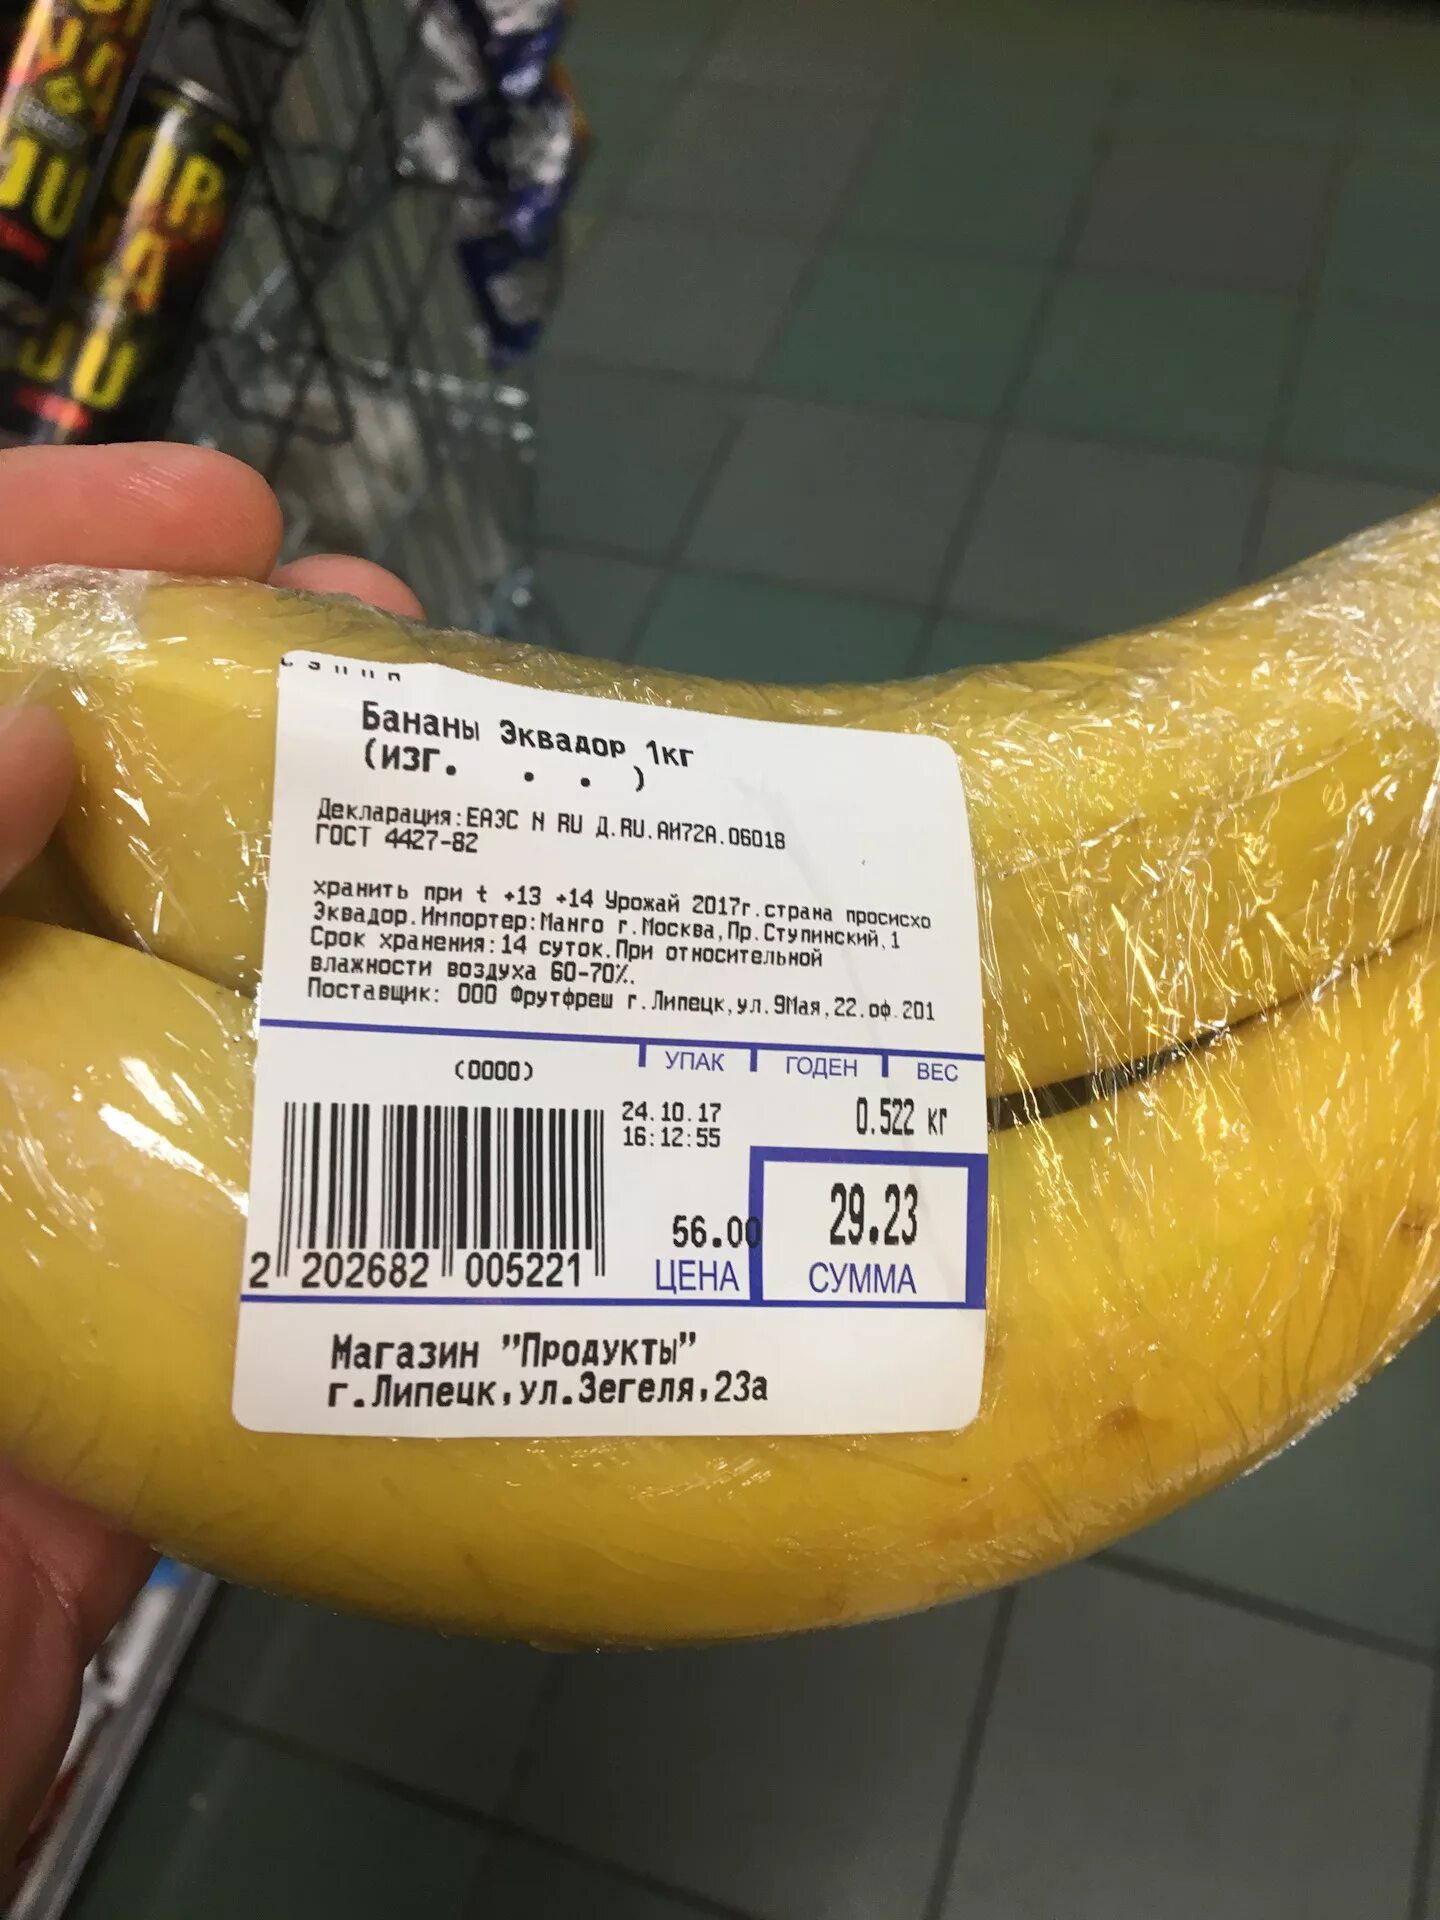 OR
JU
JU
Бананы Эквадор 1кг
(изг. . . )
Декларация:ЕАЭС N RU Д.RU.АИ72А.06018
ГОСТ 4427-82
хранить при t +13 +14 Урожай 2017г.страна просисхо
Эквадор.Импортер:Манго г.Москва,Пр.Ступинский,1
Срок хранения:14 суток.При относительной
влажности воздуха 60-70%.
Поставщик: ООО Фрутфреш г.Липецк,ул.9Мая,22.оф.201
(0000)
УПАК ГОДЕН ВЕС
24.10.17 0.522 кг
16:12:55
56.00 29.23
ЦЕНА СУММА
2 202682 005221
Магазин "Продукты"
г.Липецк,ул.Зегеля,23а